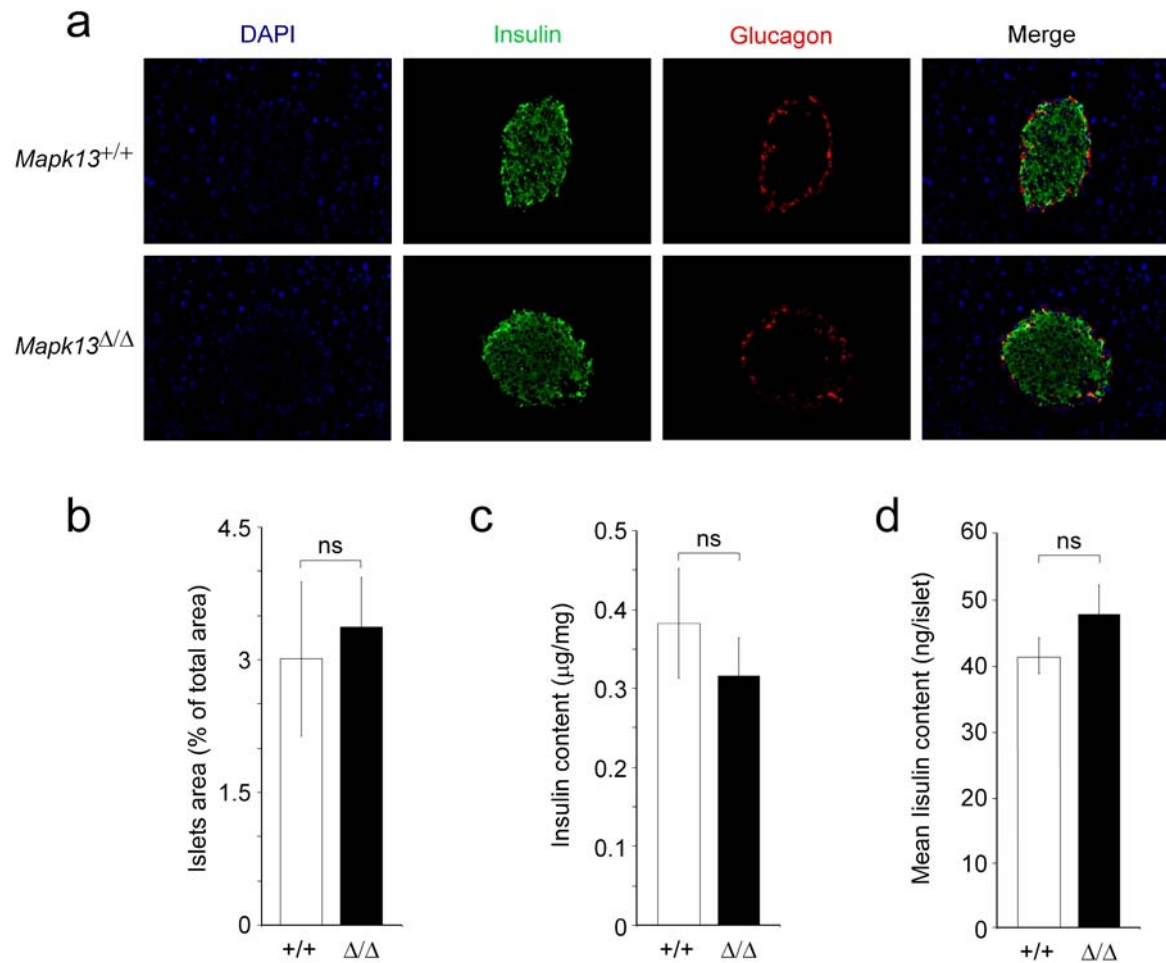 a
DAPI Insulin Glucagon Merge
Mapk13+/+
Mapk13Δ/Δ
b
Islets area (% of total area)
4.5
3
1.5
0
ns
+/+ Δ/Δ
c
Insulin content (μg/mg)
0.5
0.4
0.3
0.2
0.1
0
ns
+/+ Δ/Δ
d
Mean Iisulin content (ng/islet)
60
50
40
30
20
10
0
ns
+/+ Δ/Δ